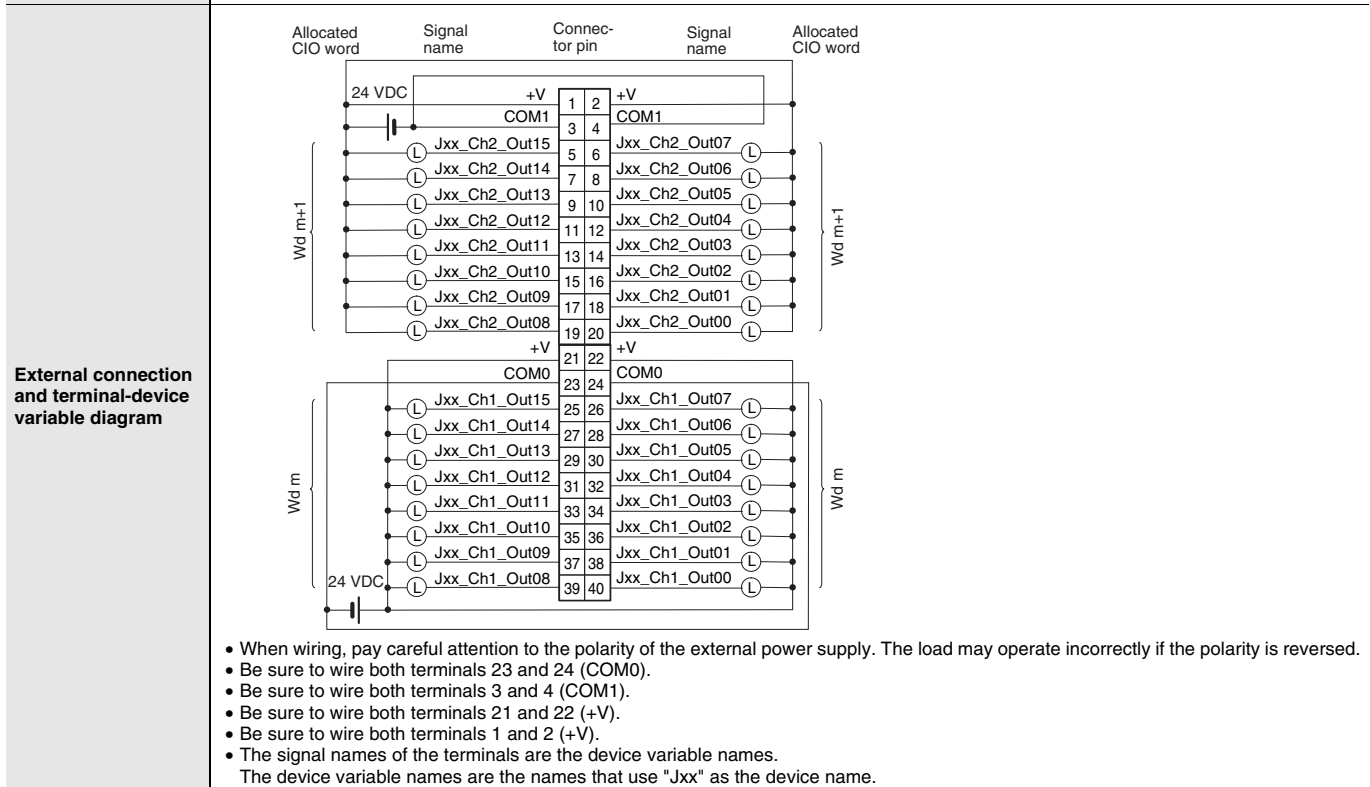 Allocated CIO word
Signal name
Connec-tor pin
Signal name
Allocated CIO word
24 VDC
+V 1 2 +V
COM1 3 4 COM1
L Jxx_Ch2_Out15 5 6 Jxx_Ch2_Out07 L
L Jxx_Ch2_Out14 7 8 Jxx_Ch2_Out06 L
L Jxx_Ch2_Out13 9 10 Jxx_Ch2_Out05 L
L Jxx_Ch2_Out12 11 12 Jxx_Ch2_Out04 L
L Jxx_Ch2_Out11 13 14 Jxx_Ch2_Out03 L
L Jxx_Ch2_Out10 15 16 Jxx_Ch2_Out02 L
L Jxx_Ch2_Out09 17 18 Jxx_Ch2_Out01 L
L Jxx_Ch2_Out08 19 20 Jxx_Ch2_Out00 L
Wd m+1
Wd m+1
+V 21 22 +V
COM0 23 24 COM0
L Jxx_Ch1_Out15 25 26 Jxx_Ch1_Out07 L
L Jxx_Ch1_Out14 27 28 Jxx_Ch1_Out06 L
L Jxx_Ch1_Out13 29 30 Jxx_Ch1_Out05 L
L Jxx_Ch1_Out12 31 32 Jxx_Ch1_Out04 L
L Jxx_Ch1_Out11 33 34 Jxx_Ch1_Out03 L
L Jxx_Ch1_Out10 35 36 Jxx_Ch1_Out02 L
L Jxx_Ch1_Out09 37 38 Jxx_Ch1_Out01 L
L Jxx_Ch1_Out08 39 40 Jxx_Ch1_Out00 L
Wd m
Wd m
24 VDC
External connection
and terminal-device
variable diagram
• When wiring, pay careful attention to the polarity of the external power supply. The load may operate incorrectly if the polarity is reversed.
• Be sure to wire both terminals 23 and 24 (COM0).
• Be sure to wire both terminals 3 and 4 (COM1).
• Be sure to wire both terminals 21 and 22 (+V).
• Be sure to wire both terminals 1 and 2 (+V).
• The signal names of the terminals are the device variable names.
The device variable names are the names that use "Jxx" as the device name.